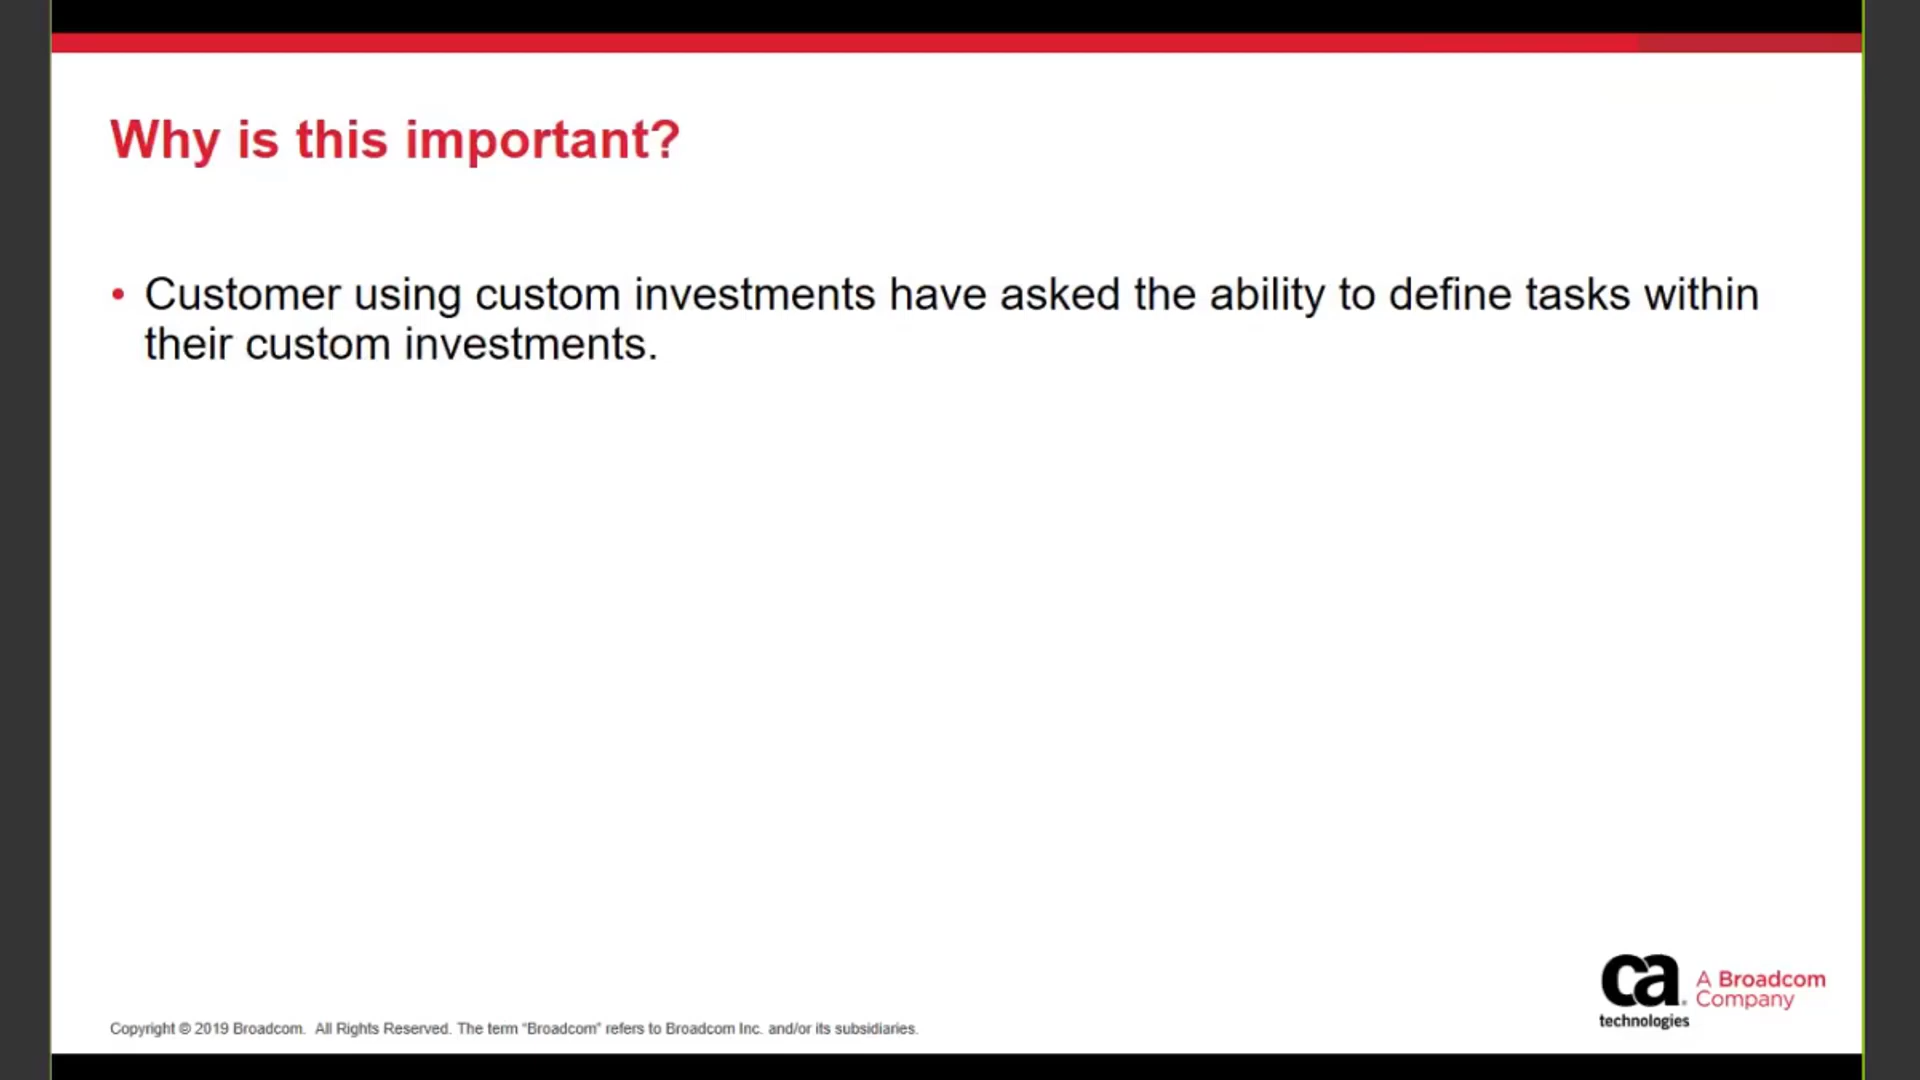 Why is this important?
• Customer using custom investments have asked the ability to define tasks within
their custom investments.
ca
technologies
A Broadcom
Company
Copyright © 2019 Broadcom. All Rights Reserved. The term “Broadcom” refers to Broadcom Inc. and/or its subsidiaries.